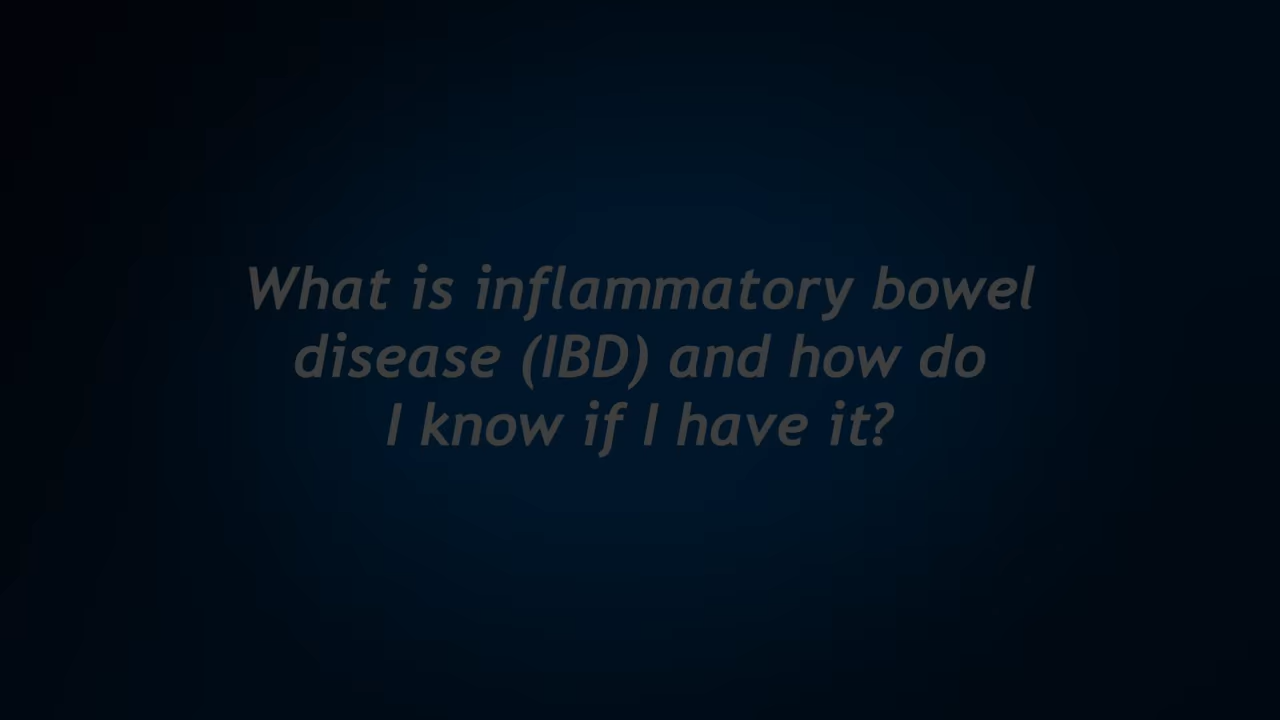 What is inflammatory bowel
disease (IBD) and how do
I know if I have it?